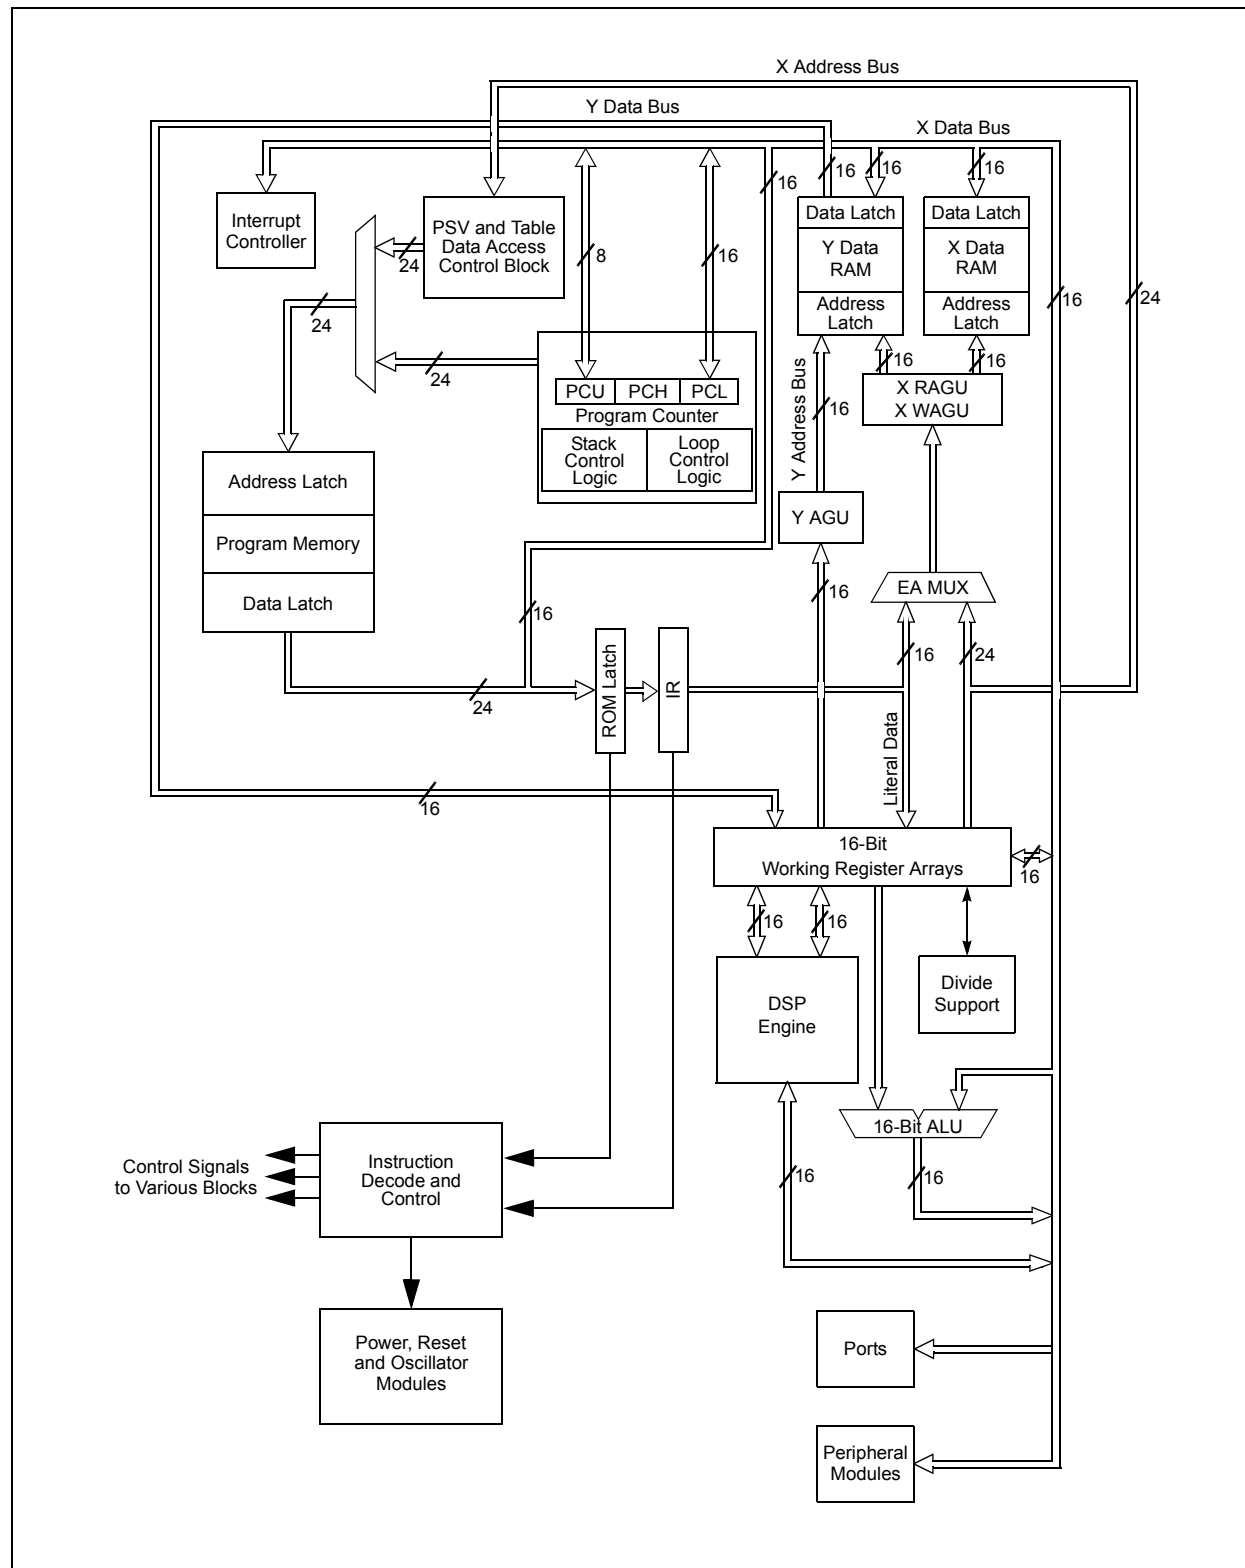 X Address Bus
Y Data Bus
X Data Bus
16
16
16
16
Interrupt
Controller
PSV and Table
Data Access
Control Block
Data Latch
Y Data
RAM
Address
Latch
Data Latch
X Data
RAM
Address
Latch
24
8
16
16
24
24
24
16
16
PCU
PCH
PCL
Program Counter
Stack
Control
Logic
Loop
Control
Logic
X RAGU
X WAGU
Y Address Bus
16
Address Latch
Program Memory
Data Latch
Y AGU
EA MUX
16
16
16
24
ROM Latch
IR
24
Literal Data
16
16-Bit
Working Register Arrays
16
16
16
DSP
Engine
Divide
Support
16-Bit ALU
16
16
Control Signals
to Various Blocks
Instruction
Decode and
Control
Power, Reset
and Oscillator
Modules
Ports
Peripheral
Modules